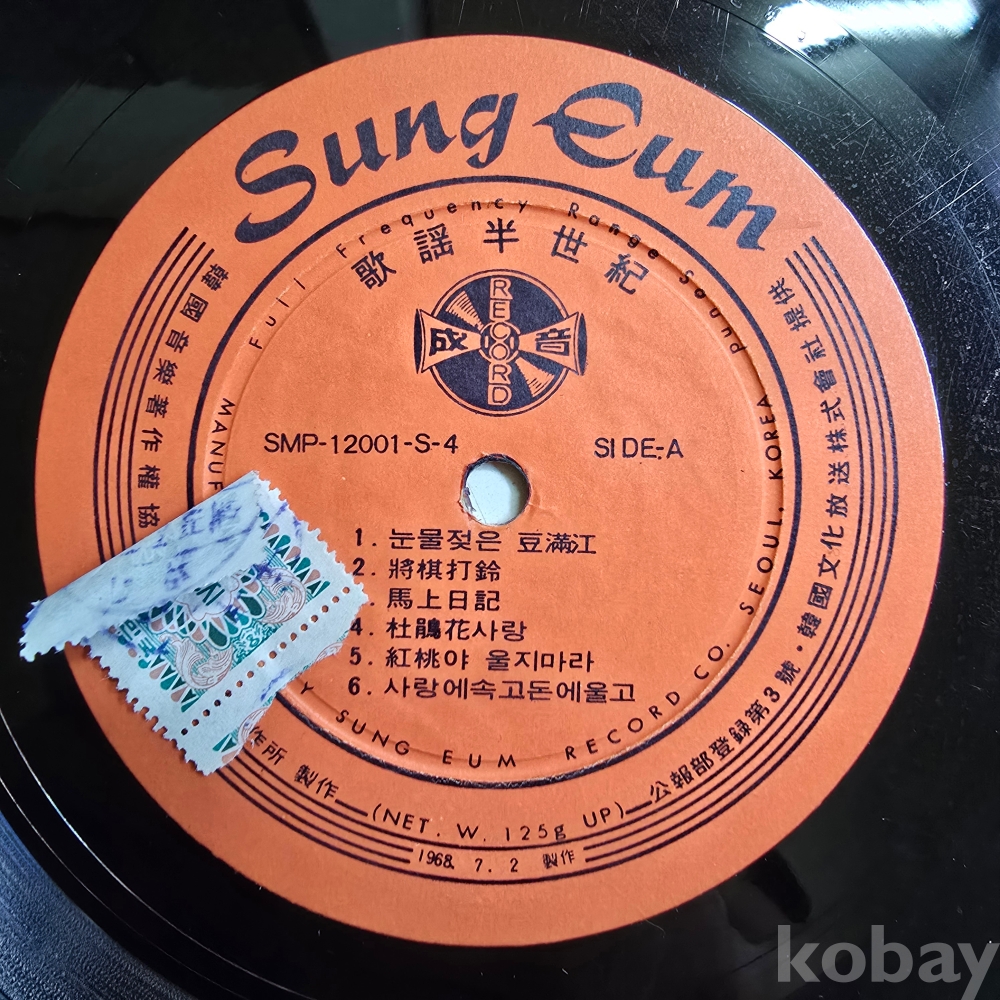 Sung Eum
Full Frequency Range Sound
歌謠半世紀
RECORD
成音
SMP-12001-S-4
SIDE-A
1. 눈물젖은 豆滿江
2. 將棋打鈴
3. 馬上日記
4. 杜鵑花사랑
5. 紅桃야 울지마라
6. 사랑에속고돈에울고
SUNG EUM RECORD CO. SEOUL, KOREA
韓國音樂著作權協
作所 製作
(NET. W. 125g UP)
公報部登録第3號・韓國文化放送株式會社提供
1968. 7. 2 製作
kobay